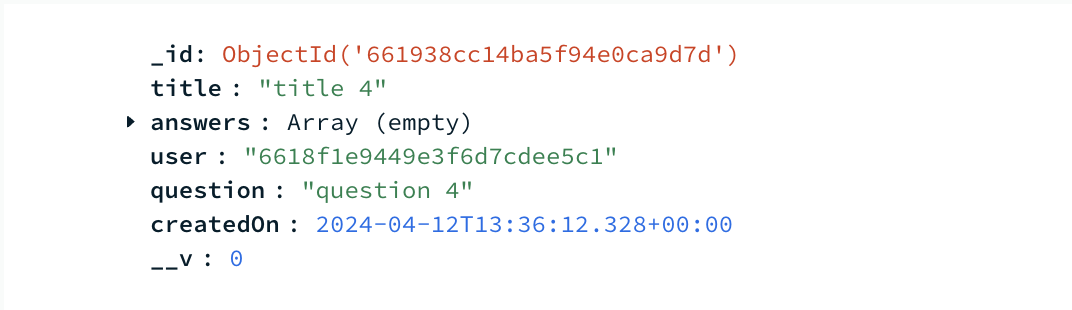 _id: ObjectId('661938cc14ba5f94e0ca9d7d')
title : "title 4"
answers : Array (empty)
user : "6618f1e9449e3f6d7cdee5c1"
question : "question 4"
createdOn : 2024-04-12T13:36:12.328+00:00
__v : 0